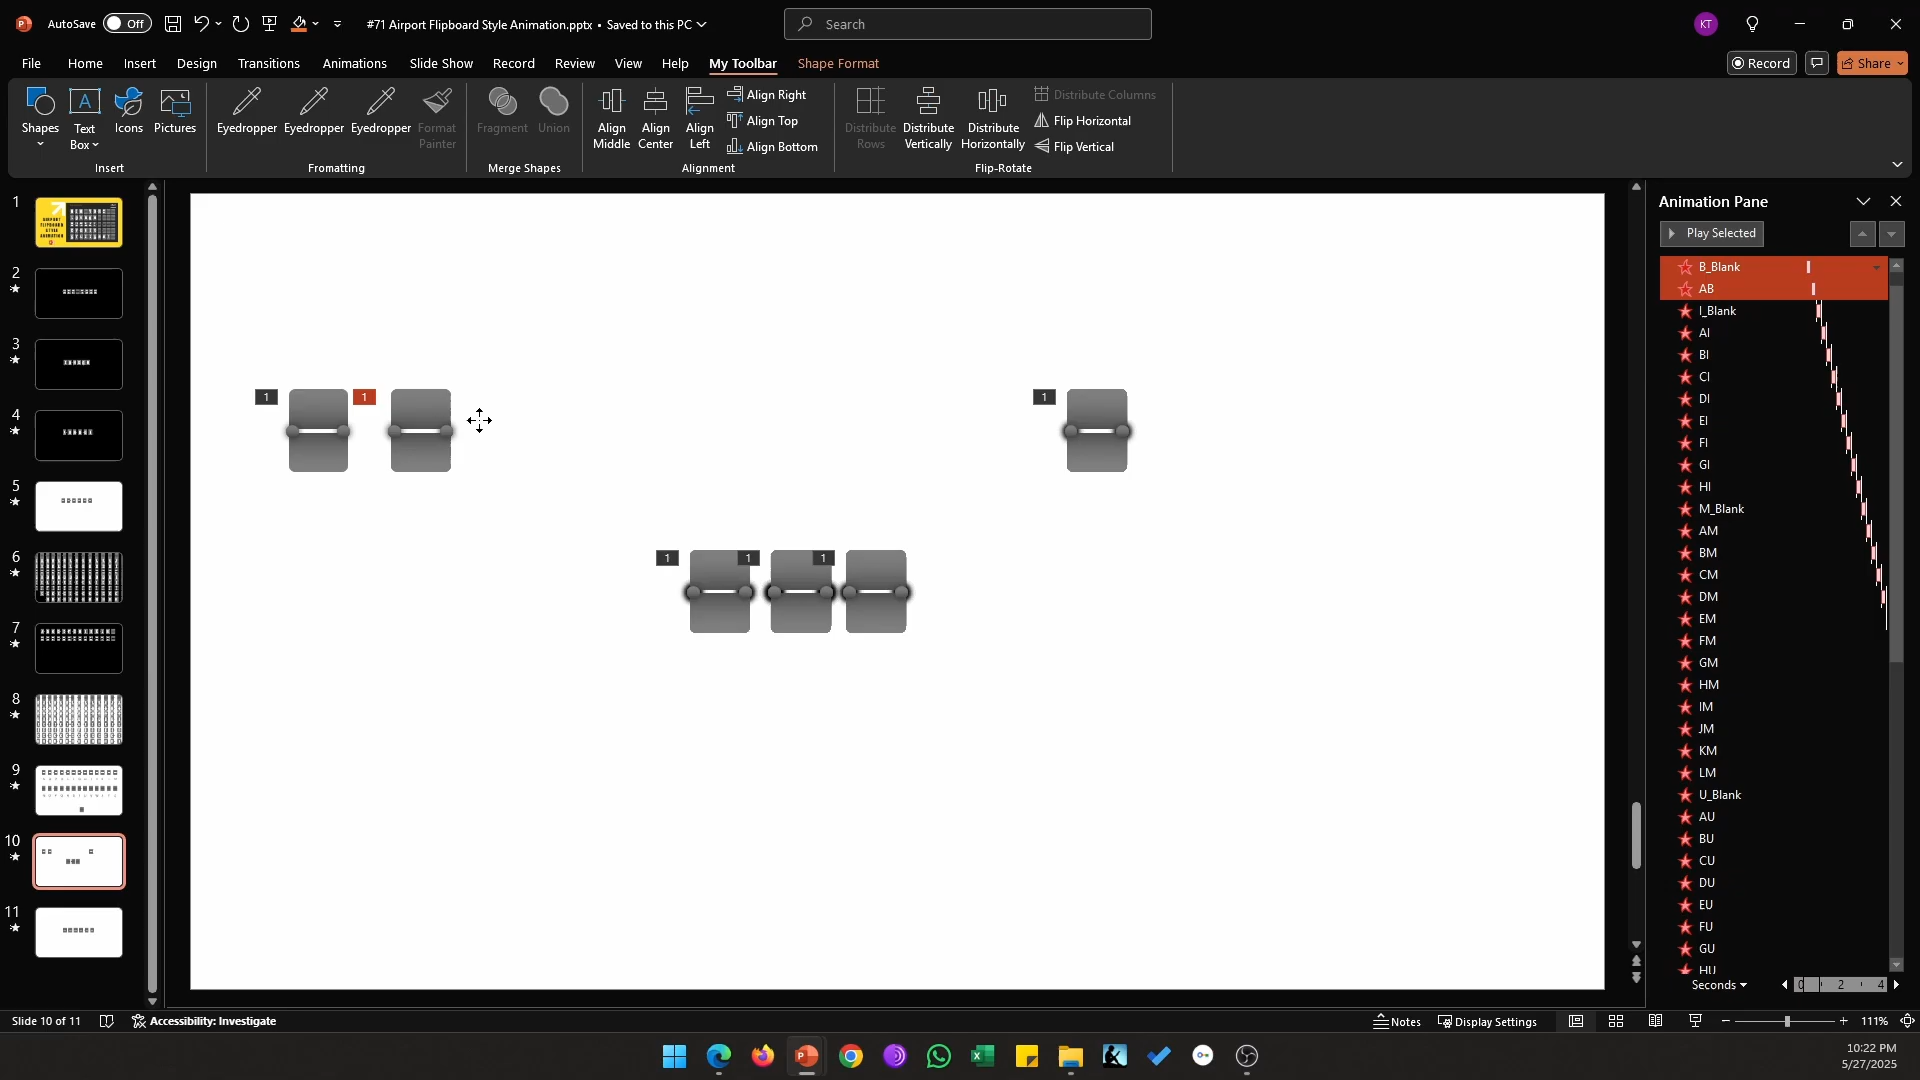 AutoSave Off #71 Airport Flipboard Style Animation.pptx • Saved to this PC Search KT
File Home Insert Design Transitions Animations Slide Show Record Review View Help My Toolbar Shape Format Record Share
Shapes Text Box Icons Pictures Eyedropper Eyedropper Eyedropper Format Painter Fragment Union Align Middle Align Center Align Left Align Right Align Top Align Bottom Distribute Rows Distribute Vertically Distribute Horizontally Distribute Columns Flip Horizontal Flip Vertical
Insert Fromatting Merge Shapes Alignment Flip-Rotate
1
AIRPORT
FLIPBOARD
STYLE
ANIMATION
2
3
4
5
6
7
8
9
10
11
1 1 1
1 1 1
Animation Pane
Play Selected
B_Blank
AB
I_Blank
AI
BI
CI
DI
EI
FI
GI
HI
M_Blank
AM
BM
CM
DM
EM
FM
GM
HM
IM
JM
KM
LM
U_Blank
AU
BU
CU
DU
EU
FU
GU
HU
Seconds 0 2 4
Slide 10 of 11 Accessibility: Investigate Notes Display Settings 111%
10:22 PM
5/27/2025